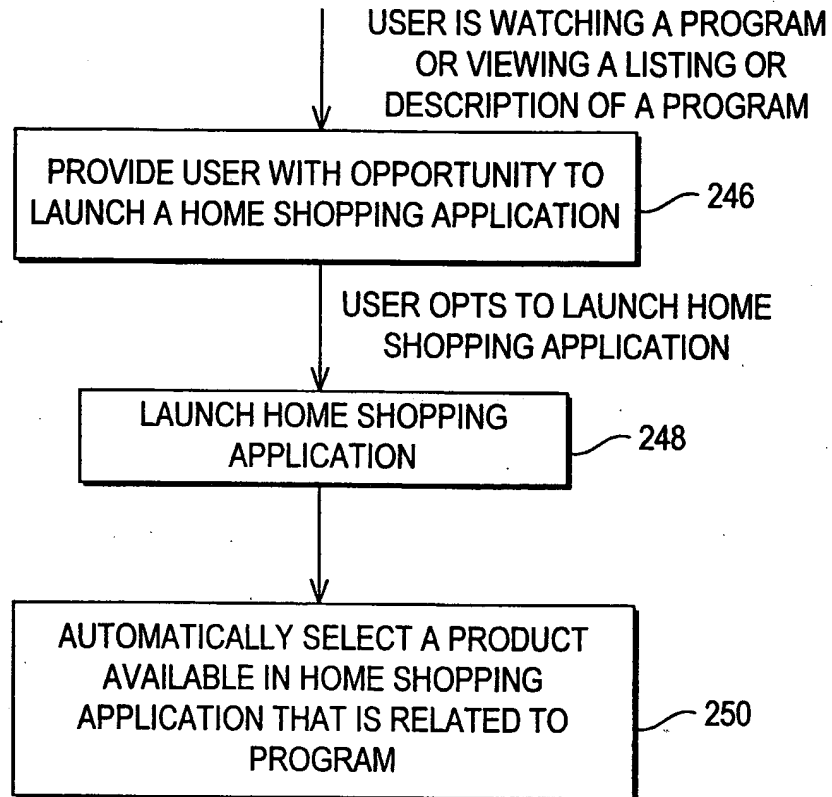 USER IS WATCHING A PROGRAM
OR VIEWING A LISTING OR
DESCRIPTION OF A PROGRAM
PROVIDE USER WITH OPPORTUNITY TO
LAUNCH A HOME SHOPPING APPLICATION
246
USER OPTS TO LAUNCH HOME
SHOPPING APPLICATION
LAUNCH HOME SHOPPING
APPLICATION
248
AUTOMATICALLY SELECT A PRODUCT
AVAILABLE IN HOME SHOPPING
APPLICATION THAT IS RELATED TO
PROGRAM
250